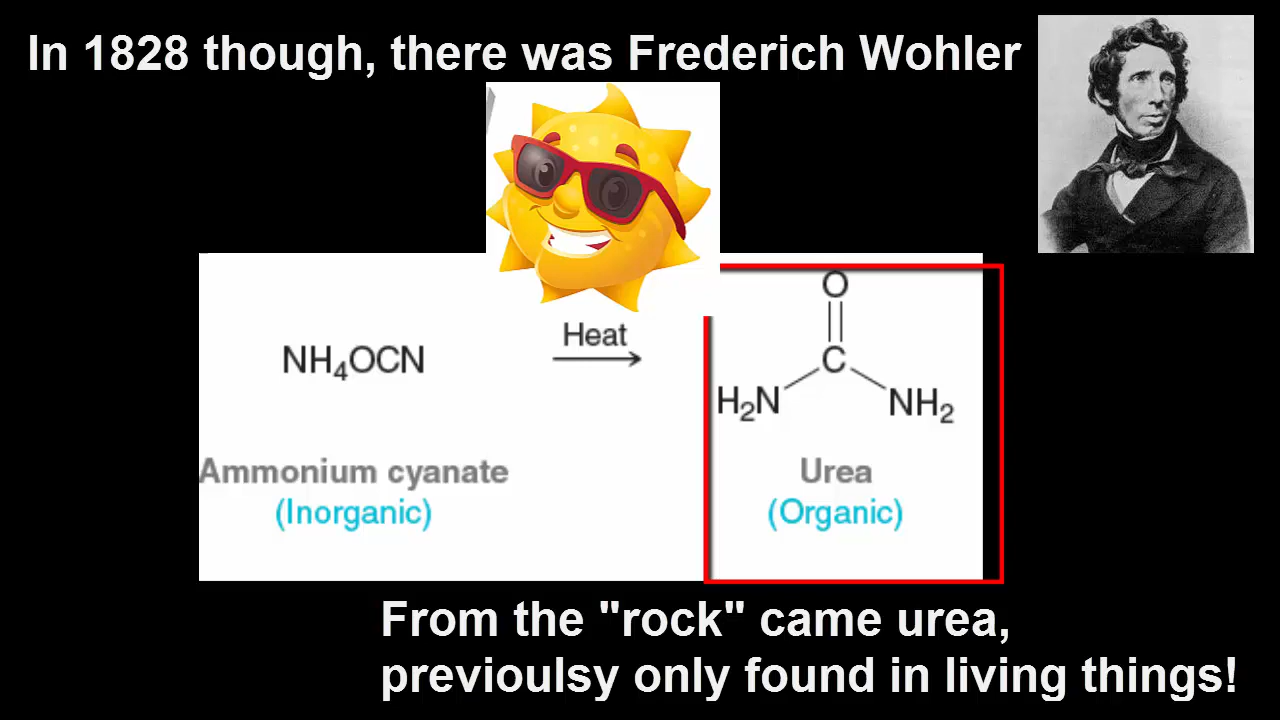 In 1828 though, there was Frederich Wohler
O
Heat
NH₄OCN
C
H₂N
NH₂
Ammonium cyanate
Urea
(Inorganic)
(Organic)
From the "rock" came urea,
previoulsy only found in living things!